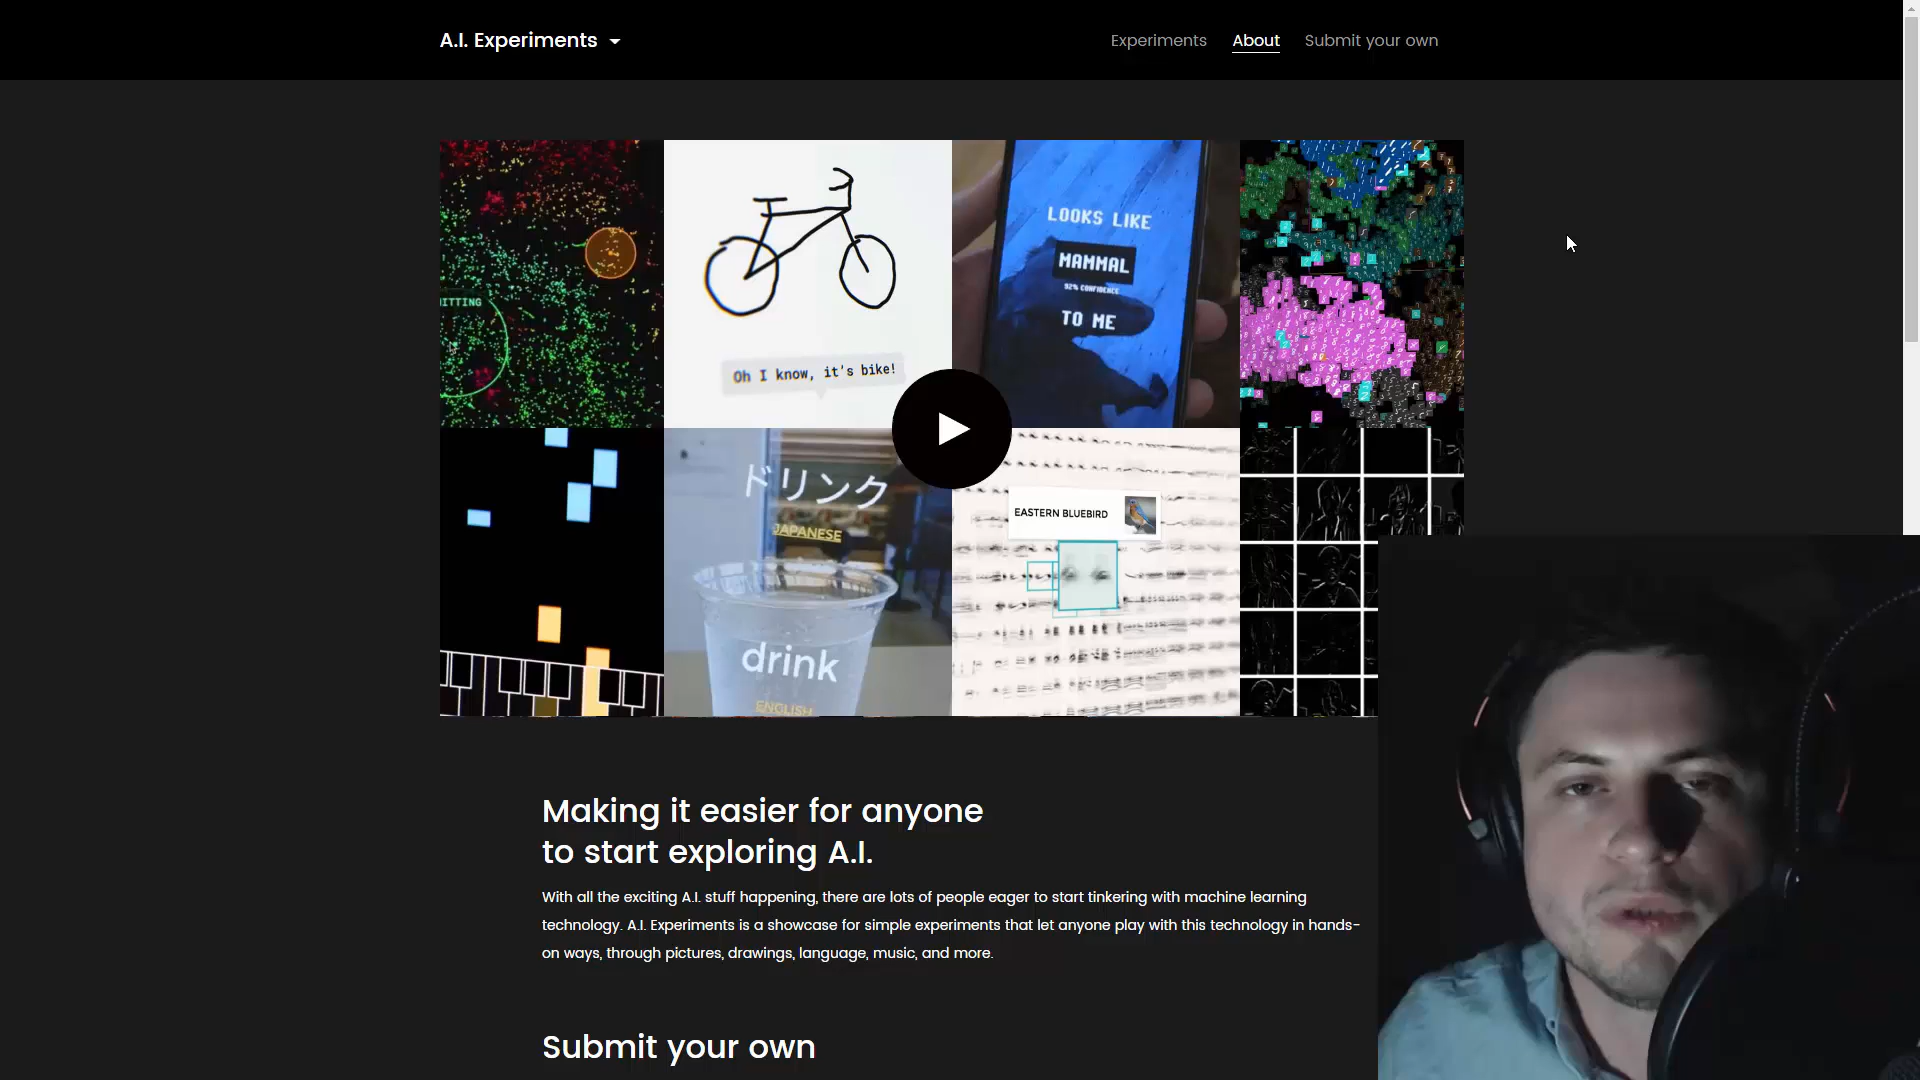 A.I. Experiments
Experiments
About
Submit your own
ITTING
Oh I know, it's bike!
LOOKS LIKE
MAMMAL
92% CONFIDENCE
TO ME
ドリンク
JAPANESE
drink
ENGLISH
EASTERN BLUEBIRD
Making it easier for anyone
to start exploring A.I.
With all the exciting A.I. stuff happening, there are lots of people eager to start tinkering with machine learning
technology. A.I. Experiments is a showcase for simple experiments that let anyone play with this technology in hands-
on ways, through pictures, drawings, language, music, and more.
Submit your own